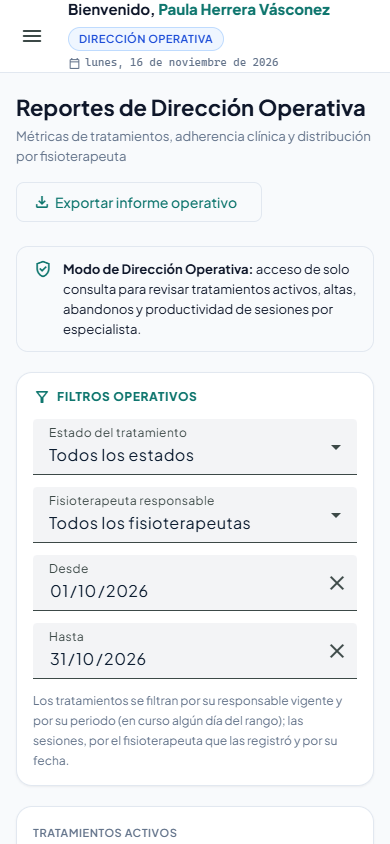 Bienvenido, Paula Herrera Vásconez
DIRECCIÓN OPERATIVA
lunes, 16 de noviembre de 2026
Reportes de Dirección Operativa
Métricas de tratamientos, adherencia clínica y distribución
por fisioterapeuta
Exportar informe operativo
Modo de Dirección Operativa: acceso de solo
consulta para revisar tratamientos activos, altas,
abandonos y productividad de sesiones por
especialista.
FILTROS OPERATIVOS
Estado del tratamiento
Todos los estados
Fisioterapeuta responsable
Todos los fisioterapeutas
Desde
01/10/2026
Hasta
31/10/2026
Los tratamientos se filtran por su responsable vigente y
por su periodo (en curso algún día del rango); las
sesiones, por el fisioterapeuta que las registró y por su
fecha.
TRATAMIENTOS ACTIVOS